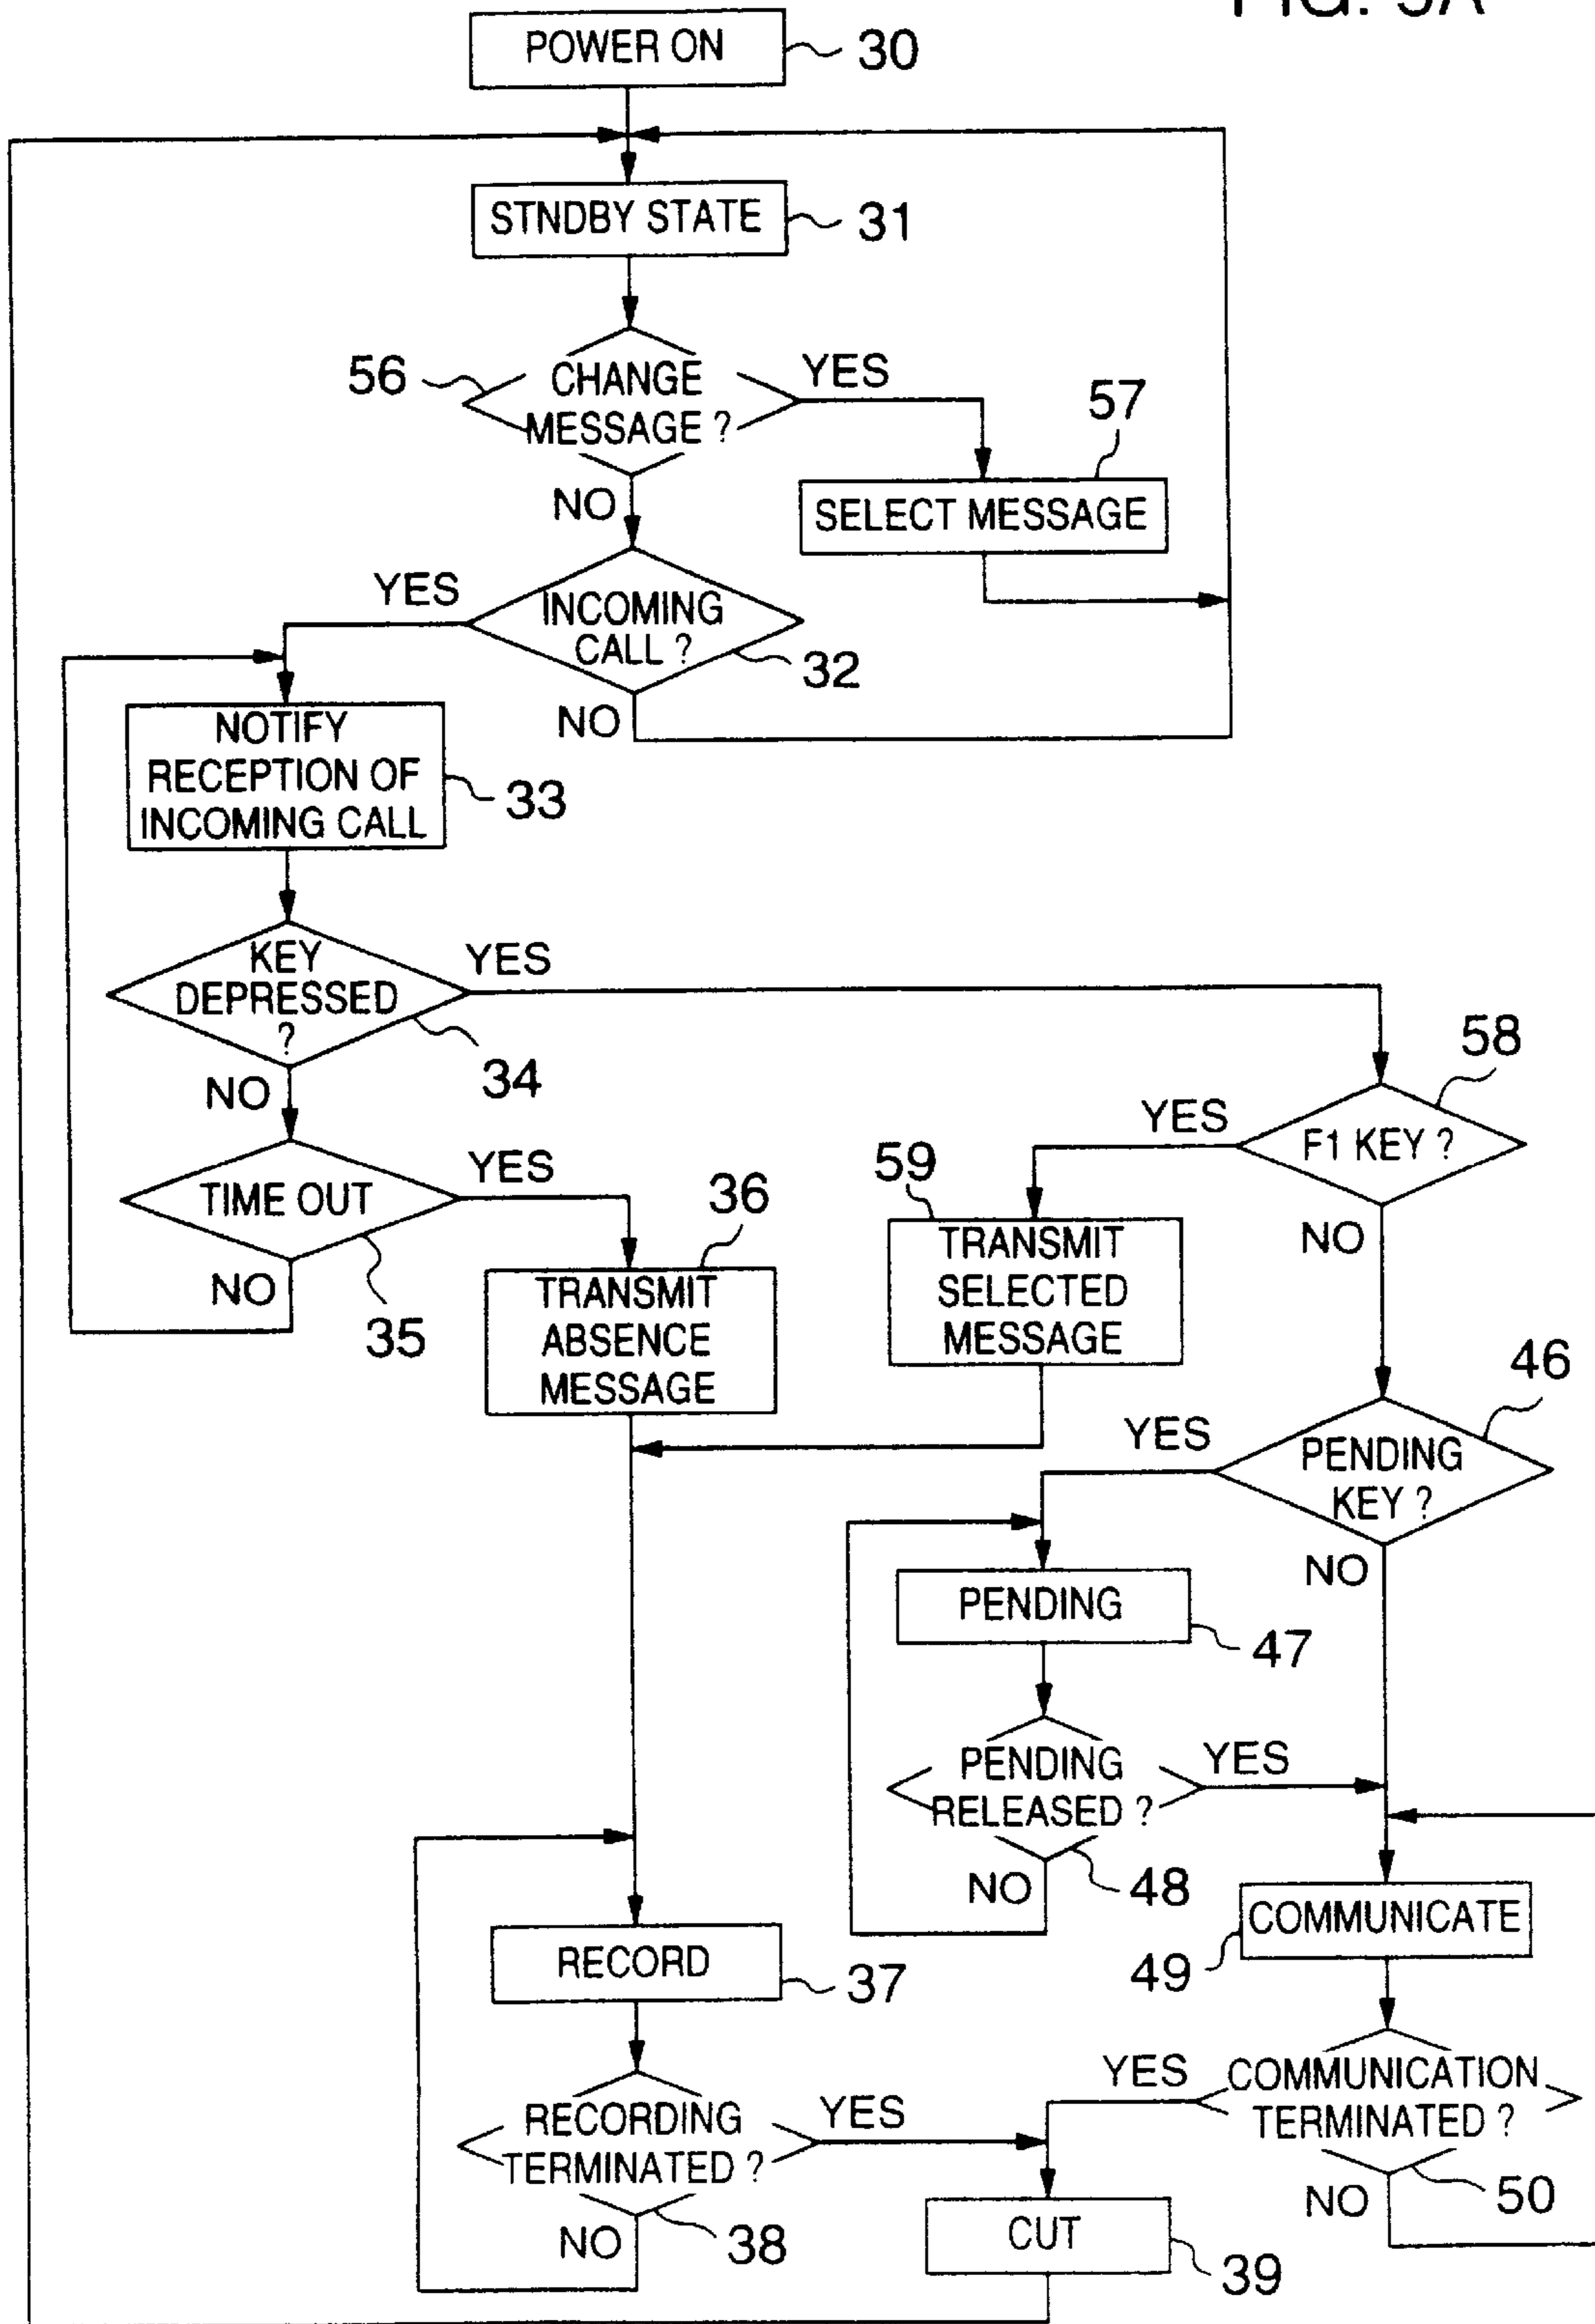 FIG. 5A
POWER ON
30
STNDBY STATE
31
56
CHANGE
MESSAGE ?
YES
57
NO
SELECT MESSAGE
YES
INCOMING
CALL ?
32
NO
NOTIFY
RECEPTION OF
INCOMING CALL
33
KEY
DEPRESSED
?
YES
34
NO
58
F1 KEY ?
YES
NO
TIME OUT
YES
35
NO
36
TRANSMIT
ABSENCE
MESSAGE
59
TRANSMIT
SELECTED
MESSAGE
46
YES
PENDING
KEY ?
NO
PENDING
47
PENDING
RELEASED ?
YES
NO
48
COMMUNICATE
49
RECORD
37
RECORDING
TERMINATED ?
YES
NO
38
YES
COMMUNICATION
TERMINATED ?
NO
50
CUT
39